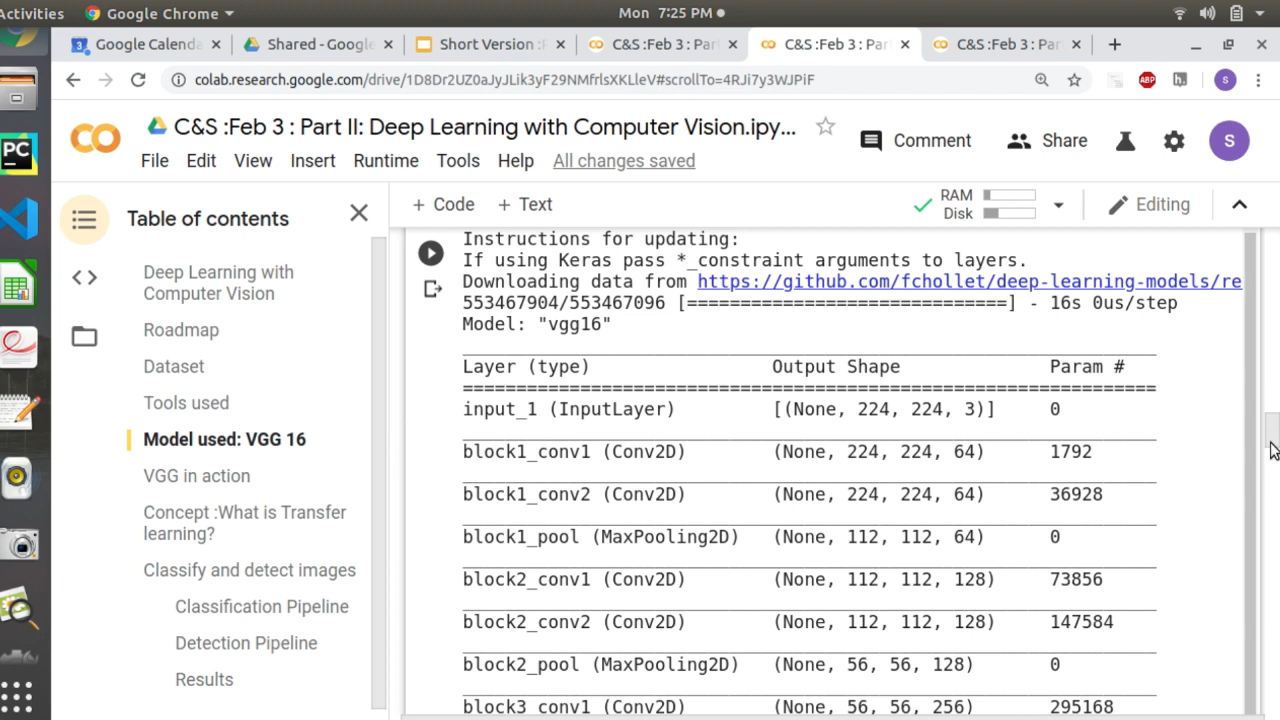 Activities Google Chrome Mon 7:25 PM
Google Calenda Shared - Google Short Version : C&S :Feb 3 : Par C&S :Feb 3 : Par C&S :Feb 3 : Par
colab.research.google.com/drive/1D8Dr2UZ0aJyJLik3yF29NMfrlsXKLleV#scrollTo=4RJi7y3WJPiF
ABP
S
CO C&S :Feb 3 : Part II: Deep Learning with Computer Vision.ipy...
Comment Share S
File Edit View Insert Runtime Tools Help All changes saved
Table of contents
+ Code + Text
RAM
Disk
Editing
Deep Learning with
Computer Vision
Roadmap
Dataset
Tools used
Model used: VGG 16
VGG in action
Concept :What is Transfer
learning?
Classify and detect images
Classification Pipeline
Detection Pipeline
Results
Instructions for updating:
If using Keras pass *_constraint arguments to layers.
Downloading data from https://github.com/fchollet/deep-learning-models/re
553467904/553467096 [==============================] - 16s 0us/step
Model: "vgg16"
Layer (type) Output Shape Param #
=================================================================
input_1 (InputLayer) [(None, 224, 224, 3)] 0
block1_conv1 (Conv2D) (None, 224, 224, 64) 1792
block1_conv2 (Conv2D) (None, 224, 224, 64) 36928
block1_pool (MaxPooling2D) (None, 112, 112, 64) 0
block2_conv1 (Conv2D) (None, 112, 112, 128) 73856
block2_conv2 (Conv2D) (None, 112, 112, 128) 147584
block2_pool (MaxPooling2D) (None, 56, 56, 128) 0
block3_conv1 (Conv2D) (None, 56, 56, 256) 295168
PC